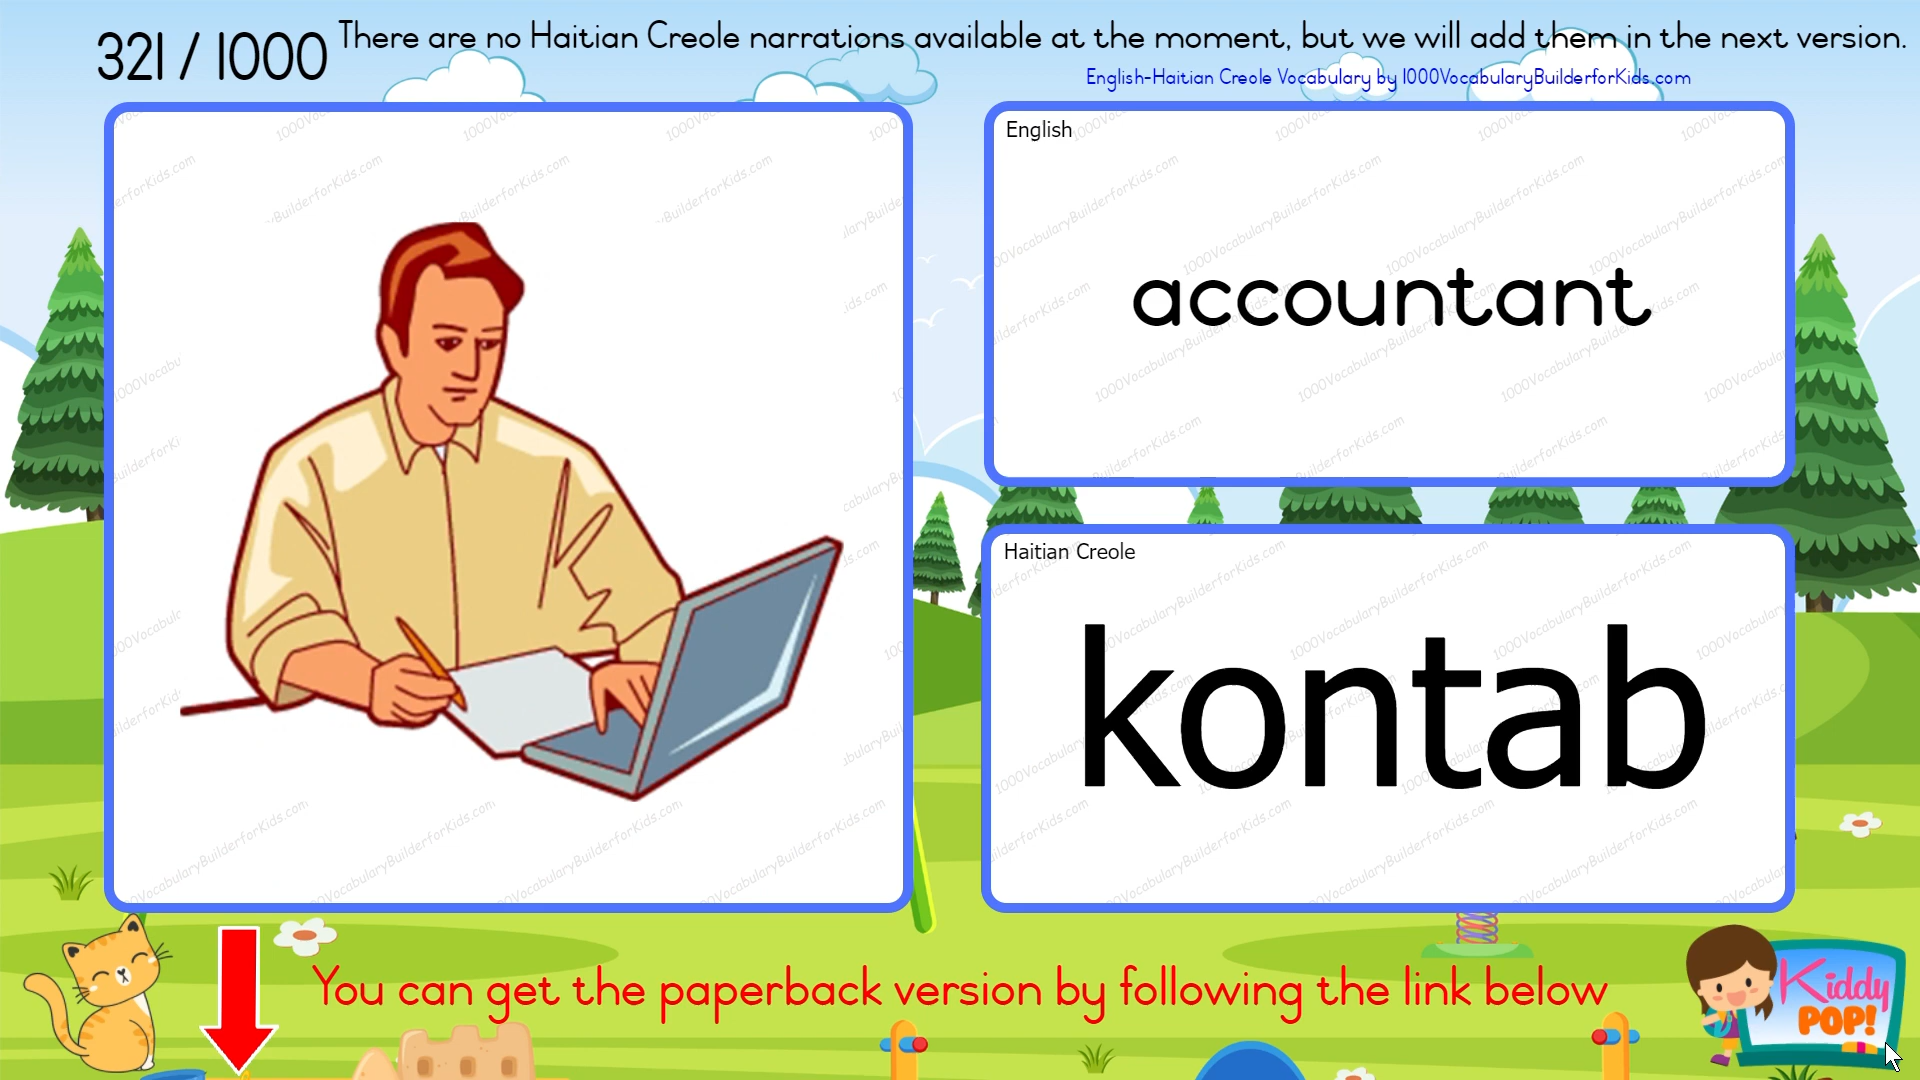 321 / 1000
There are no Haitian Creole narrations available at the moment, but we will add them in the next version.
English-Haitian Creole Vocabulary by 1000VocabularyBuilderforKids.com
English
accountant
Haitian Creole
kontab
You can get the paperback version by following the link below
Kiddy
POP!
1000VocabularyBuilderforKids.com